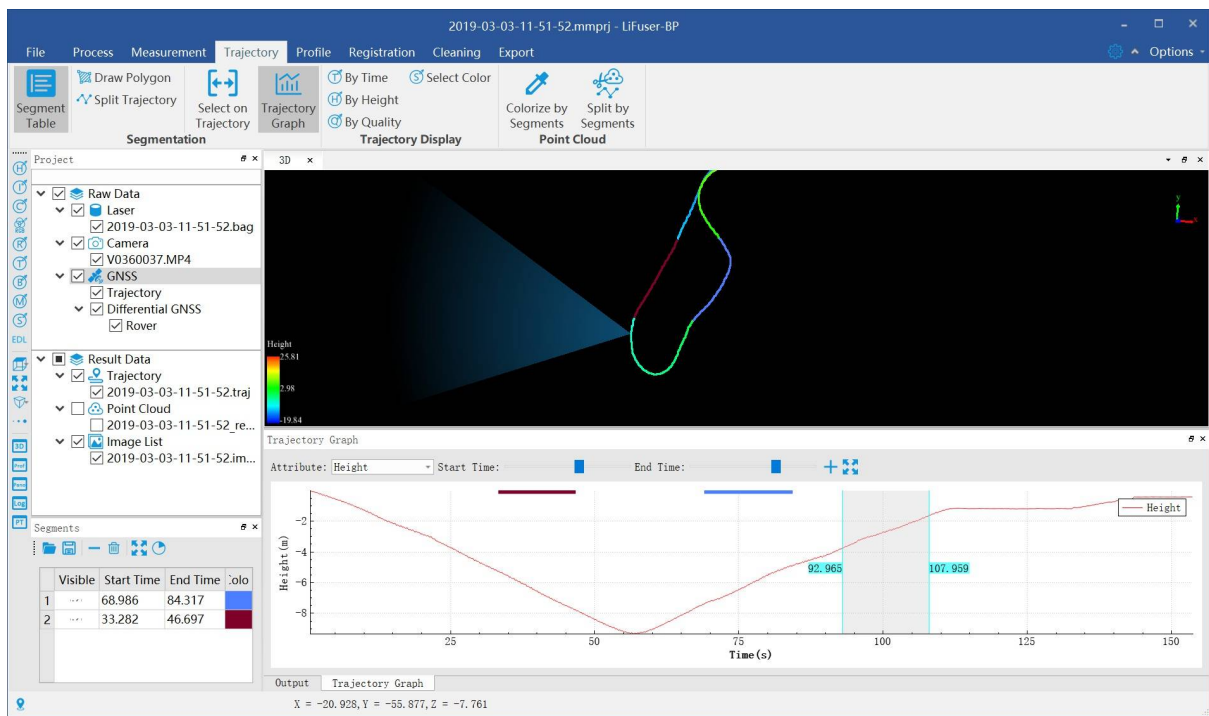 2019-03-03-11-51-52.mmprj - LiFuser-BP
File Process Measurement Trajectory Profile Registration Cleaning Export Options
Segment Table
Draw Polygon
Split Trajectory
Select on Trajectory
Segmentation
Trajectory Graph
By Time
By Height
By Quality
Select Color
Trajectory Display
Colorize by Segments
Split by Segments
Point Cloud
Project
Raw Data
Laser
2019-03-03-11-51-52.bag
Camera
V0360037.MP4
GNSS
Trajectory
Differential GNSS
Rover
Result Data
Trajectory
2019-03-03-11-51-52.traj
Point Cloud
2019-03-03-11-51-52_re...
Image List
2019-03-03-11-51-52.im...
H
I
C
R
T
B
M
S
EDL
3D
Prof
Pano
Log
PT
Segments
Visible Start Time End Time Colo
1 68.986 84.317
2 33.282 46.697
3D
y
x
Height
25.81
2.98
-19.84
Trajectory Graph
Attribute: Height Start Time: End Time:
Height
Height(m)
-2
-4
-6
-8
92.965 107.959
25 50 75 100 125 150
Time(s)
Output Trajectory Graph
X = -20.928, Y = -55.877, Z = -7.761